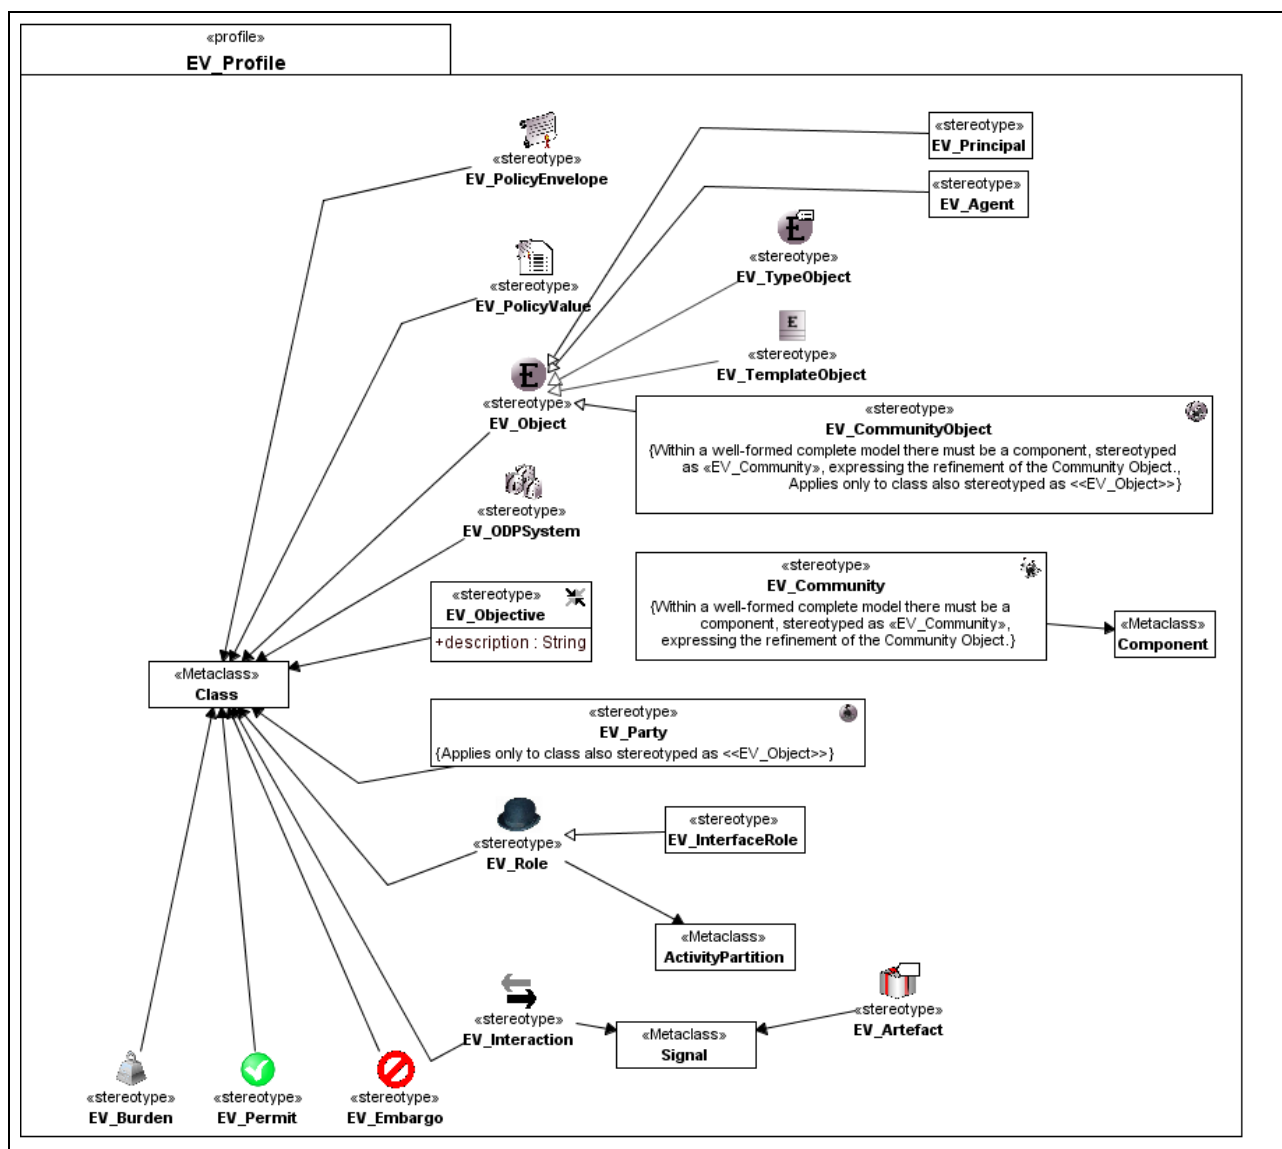 «profile»
EV_Profile
«stereotype»
EV_PolicyEnvelope
«stereotype»
EV_Principal
«stereotype»
EV_Agent
«stereotype»
EV_TypeObject
«stereotype»
EV_PolicyValue
E
«stereotype»
EV_TemplateObject
E
«stereotype»
EV_Object
E
«stereotype»
EV_CommunityObject
{Within a well-formed complete model there must be a component, stereotyped
as «EV_Community», expressing the refinement of the Community Object.,
Applies only to class also stereotyped as <<EV_Object>>}
«stereotype»
EV_ODPSystem
«stereotype»
EV_Community
{Within a well-formed complete model there must be a
component, stereotyped as «EV_Community»,
expressing the refinement of the Community Object.}
«stereotype»
EV_Objective
+description : String
«Metaclass»
Component
«Metaclass»
Class
«stereotype»
EV_Party
{Applies only to class also stereotyped as <<EV_Object>>}
«stereotype»
EV_Role
«stereotype»
EV_InterfaceRole
«Metaclass»
ActivityPartition
«stereotype»
EV_Interaction
«Metaclass»
Signal
«stereotype»
EV_Artefact
«stereotype»
EV_Burden
«stereotype»
EV_Permit
«stereotype»
EV_Embargo